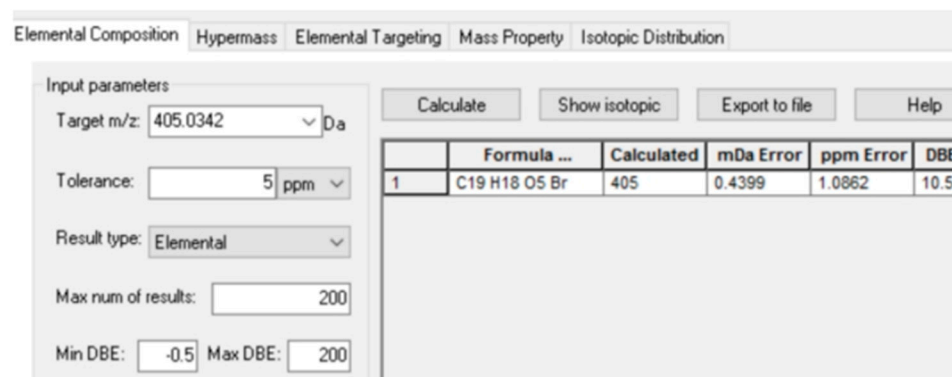 Elemental Composition Hypermass Elemental Targeting Mass Property Isotopic Distribution
Input parameters
Calculate Show isotopic Export to file Help
Target m/z: 405.0342 Da
Formula ... Calculated mDa Error ppm Error DBE
1 C19 H18 O5 Br 405 0.4399 1.0862 10.5
Tolerance: 5 ppm
Result type: Elemental
Max num of results: 200
Min DBE: -0.5 Max DBE: 200